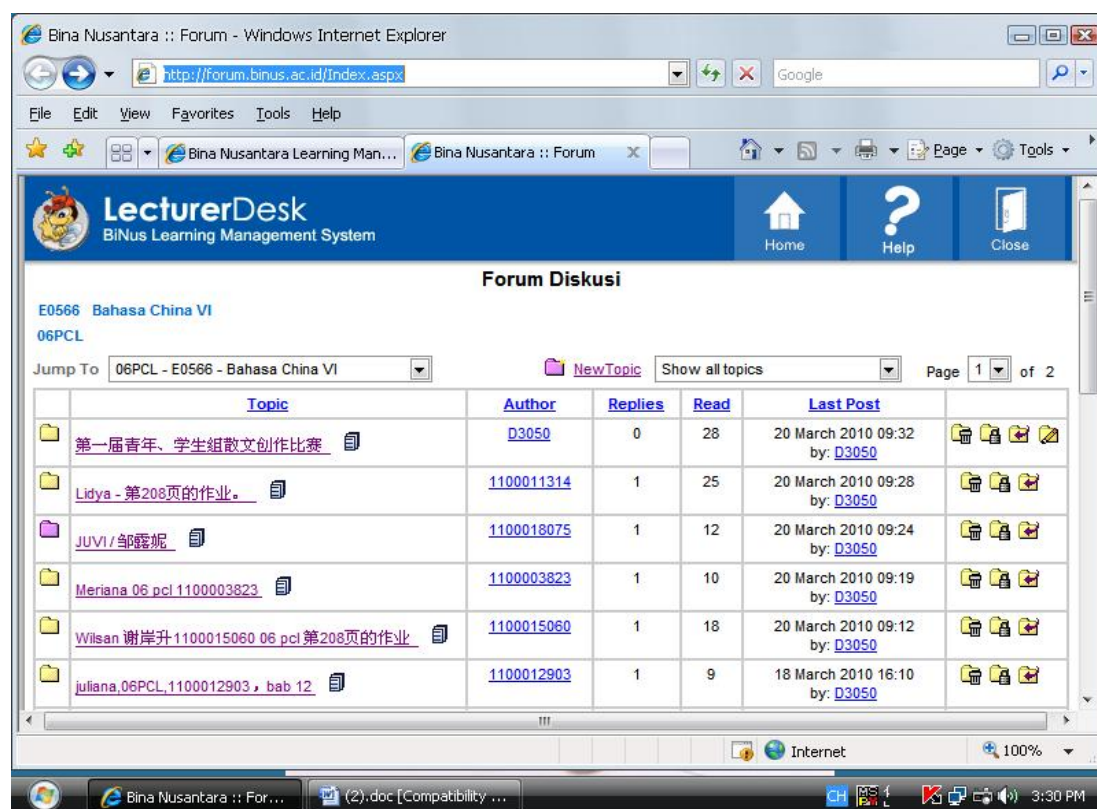 Bina Nusantara :: Forum - Windows Internet Explorer
http://forum.binus.ac.id/Index.aspx
Google
File Edit View Favorites Tools Help
Bina Nusantara Learning Man...
Bina Nusantara :: Forum
Page
Tools
LecturerDesk
BiNus Learning Management System
Home
Help
Close
Forum Diskusi
E0566 Bahasa China VI
06PCL
Jump To 06PCL - E0566 - Bahasa China VI NewTopic Show all topics Page 1 of 2
Topic Author Replies Read Last Post
第一届青年、学生组散文创作比赛 D3050 0 28 20 March 2010 09:32
by: D3050
Lidya - 第208页的作业。 1100011314 1 25 20 March 2010 09:28
by: D3050
JUVI / 邹露妮 1100018075 1 12 20 March 2010 09:24
by: D3050
Meriana 06 pcl 1100003823 1100003823 1 10 20 March 2010 09:19
by: D3050
Wilsan 谢岸升1100015060 06 pcl 第208页的作业 1100015060 1 18 20 March 2010 09:12
by: D3050
juliana,06PCL,1100012903，bab 12 1100012903 1 9 18 March 2010 16:10
by: D3050
Internet
100%
Bina Nusantara :: For...
(2).doc [Compatibility ...
CH
3:30 PM